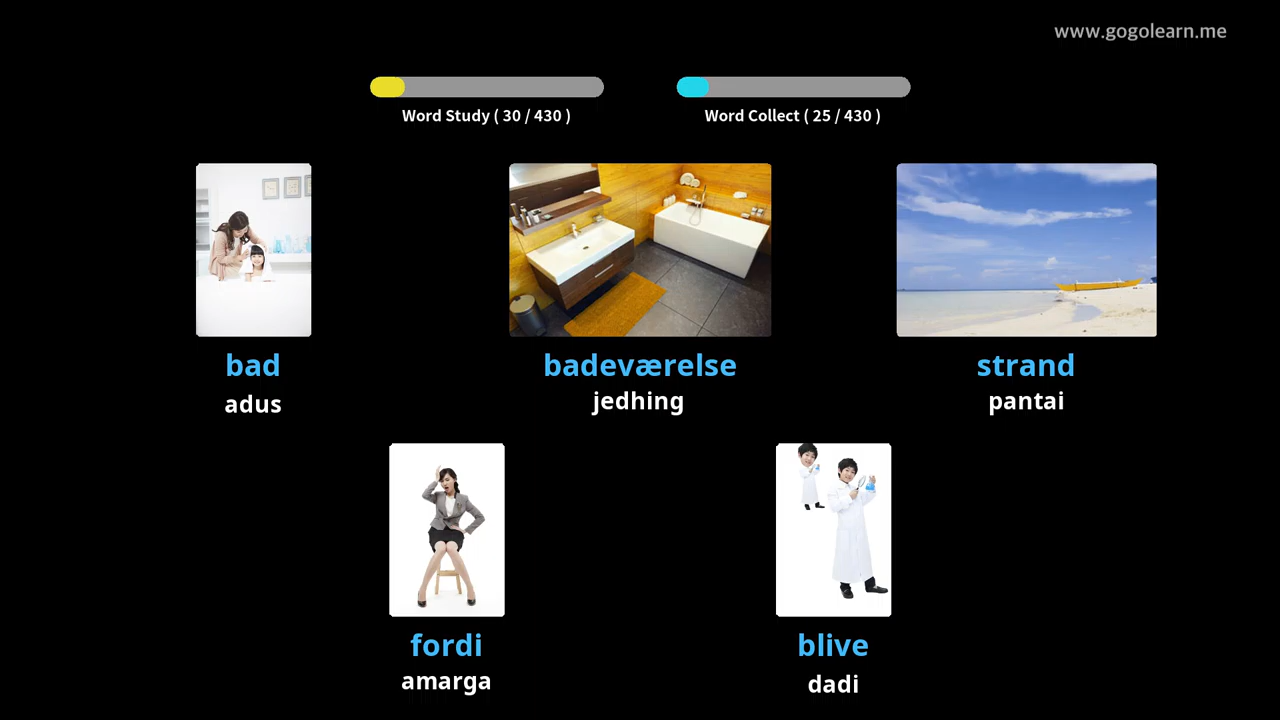 www.gogolearn.me
Word Study ( 30 / 430 )
Word Collect ( 25 / 430 )
bad
adus
badeværelse
jedhing
strand
pantai
fordi
amarga
blive
dadi